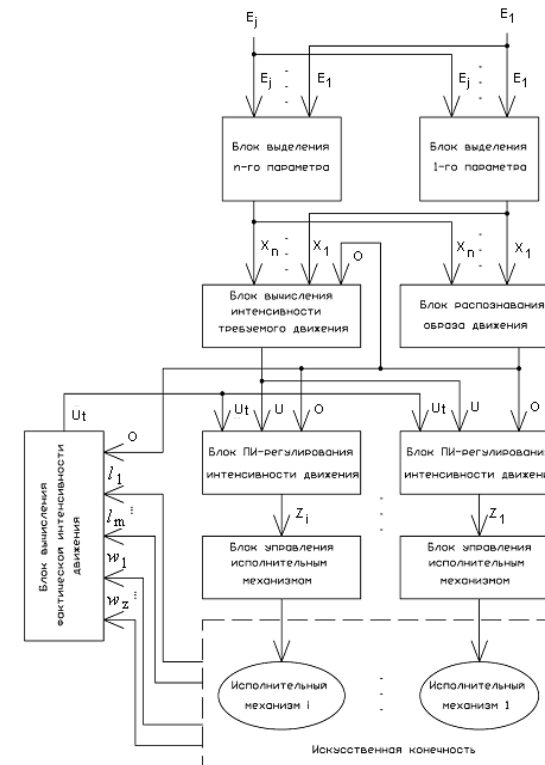 Ej E1
Ej E1 Ej E1
Блок выделения
n-го параметра
Блок выделения
1-го параметра
Xn X1 O Xn X1
Блок вычисления
интенсивности
требуемого движения
Блок распознавания
образа движения
Ut
Ut U O Ut U O
O
l1
lm
w1
wz
Блок вычисления
фактической интенсивности
движения
Блок ПИ-регулирования
интенсивности движения
Блок ПИ-регулирования
интенсивности движени
Zi Z1
Блок управления
исполнительным
механизмом
Блок управления
исполнительным
механизмом
Исполнительный
механизм i
Исполнительный
механизм 1
Искусственная конечность